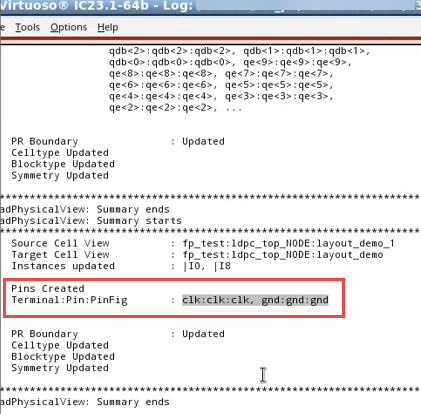 Virtuoso® IC23.1-64b - Log:
e Tools Options Help
qdb<2>:qdb<2>:qdb<2>, qdb<1>:qdb<1>:qdb<1>,
qdb<0>:qdb<0>:qdb<0>, qe<9>:qe<9>:qe<9>,
qe<8>:qe<8>:qe<8>, qe<7>:qe<7>:qe<7>,
qe<6>:qe<6>:qe<6>, qe<5>:qe<5>:qe<5>,
qe<4>:qe<4>:qe<4>, qe<3>:qe<3>:qe<3>,
qe<2>:qe<2>:qe<2>, ...
PR Boundary : Updated
Celltype Updated
Blocktype Updated
Symmetry Updated
adPhysicalView: Summary ends
adPhysicalView: Summary starts
Source Cell View : fp_test:ldpc_top_NODE:layout_demo_1
Target Cell View : fp_test:ldpc_top_NODE:layout_demo
Instances updated : |I0, |I8
Pins Created
Terminal:Pin:PinFig : clk:clk:clk, gnd:gnd:gnd
PR Boundary : Updated
Celltype Updated
Blocktype Updated
Symmetry Updated
adPhysicalView: Summary ends